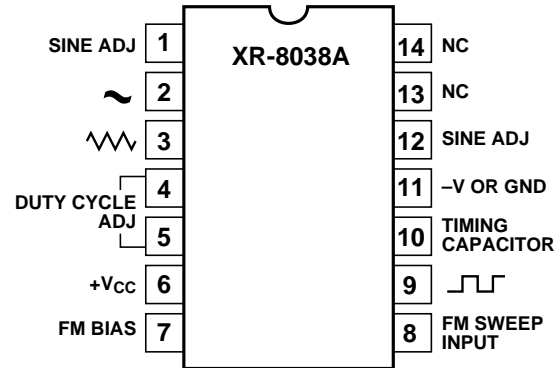 XR-8038A
SINE ADJ 1
2
3
4
DUTY CYCLE
ADJ
5
+VCC 6
FM BIAS 7
14 NC
13 NC
12 SINE ADJ
11 –V OR GND
10 TIMING
CAPACITOR
9
8 FM SWEEP
INPUT